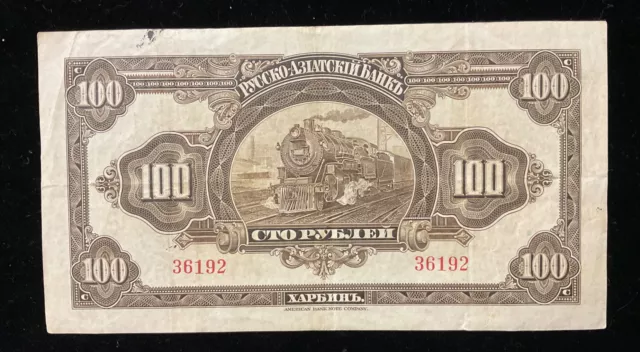 РУССКО-АЗІАТСКІЙ БАНКЪ
100 100
100 100
СТО РУБЛЕЙ
36192 36192
100 100
ХАРБИНЪ.
AMERICAN BANK NOTE COMPANY.